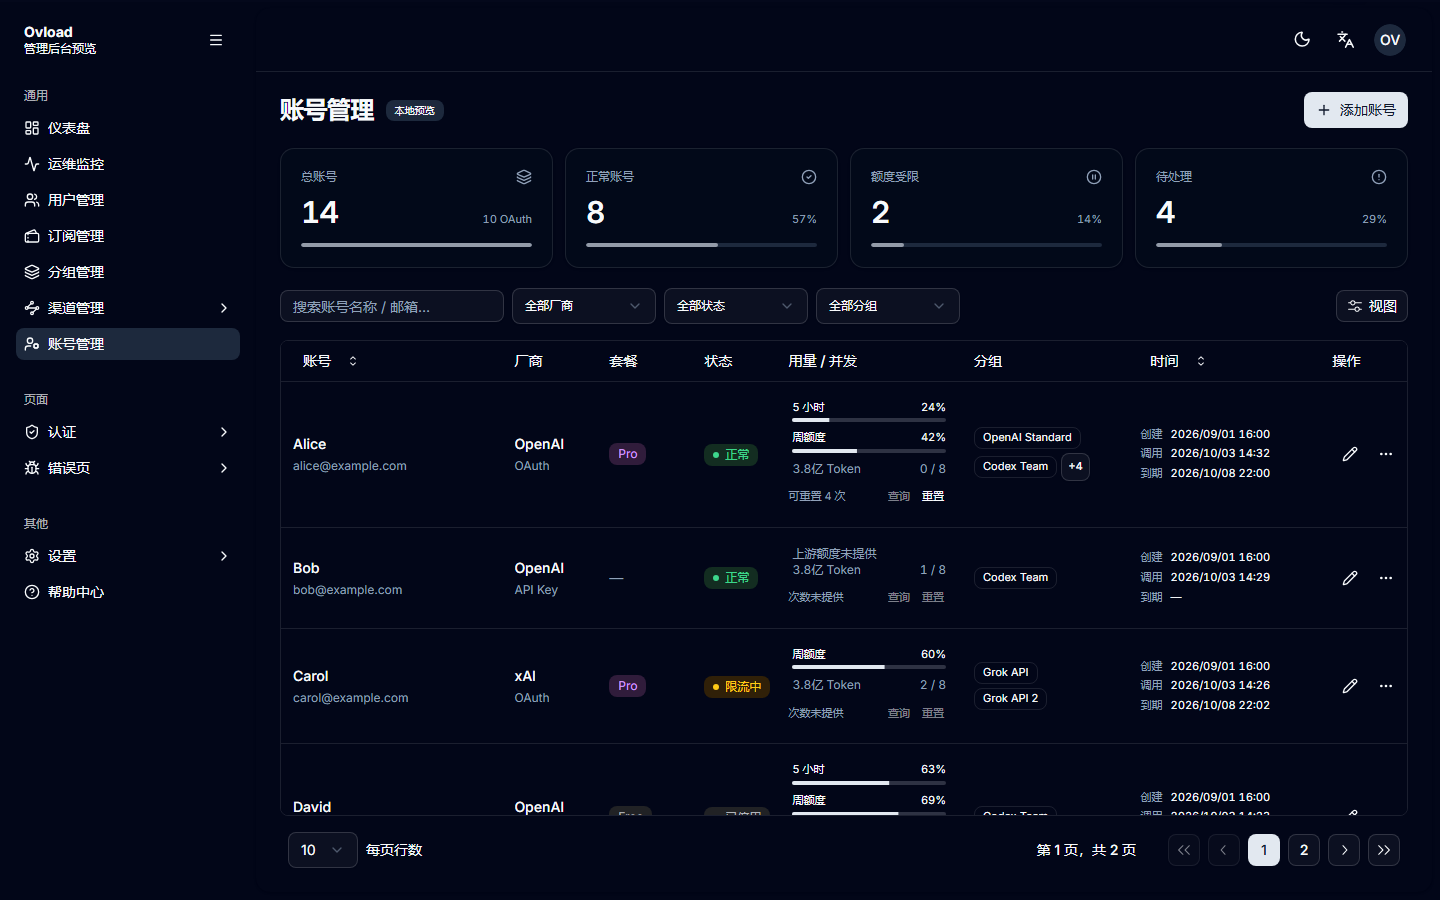 Ovload
管理后台预览
通用
仪表盘
运维监控
用户管理
订阅管理
分组管理
渠道管理
账号管理
页面
认证
错误页
其他
设置
帮助中心
OV
账号管理 本地预览
添加账号
总账号
14 10 OAuth
正常账号
8 57%
额度受限
2 14%
待处理
4 29%
搜索账号名称 / 邮箱... 全部厂商 全部状态 全部分组 视图
账号 厂商 套餐 状态 用量 / 并发 分组 时间 操作
Alice
alice@example.com
OpenAI
OAuth
Pro
正常
5 小时 24%
周额度 42%
3.8亿 Token 0 / 8
可重置 4 次 查询 重置
OpenAI Standard
Codex Team +4
创建 2026/09/01 16:00
调用 2026/10/03 14:32
到期 2026/10/08 22:00
Bob
bob@example.com
OpenAI
API Key
—
正常
上游额度未提供
3.8亿 Token 1 / 8
次数未提供 查询 重置
Codex Team
创建 2026/09/01 16:00
调用 2026/10/03 14:29
到期 —
Carol
carol@example.com
xAI
OAuth
Pro
限流中
周额度 60%
3.8亿 Token 2 / 8
次数未提供 查询 重置
Grok API
Grok API 2
创建 2026/09/01 16:00
调用 2026/10/03 14:26
到期 2026/10/08 22:02
David
OpenAI
5 小时 63%
周额度 69%
Codex Team
创建 2026/09/01 16:00
10 每页行数
第 1 页，共 2 页
1 2